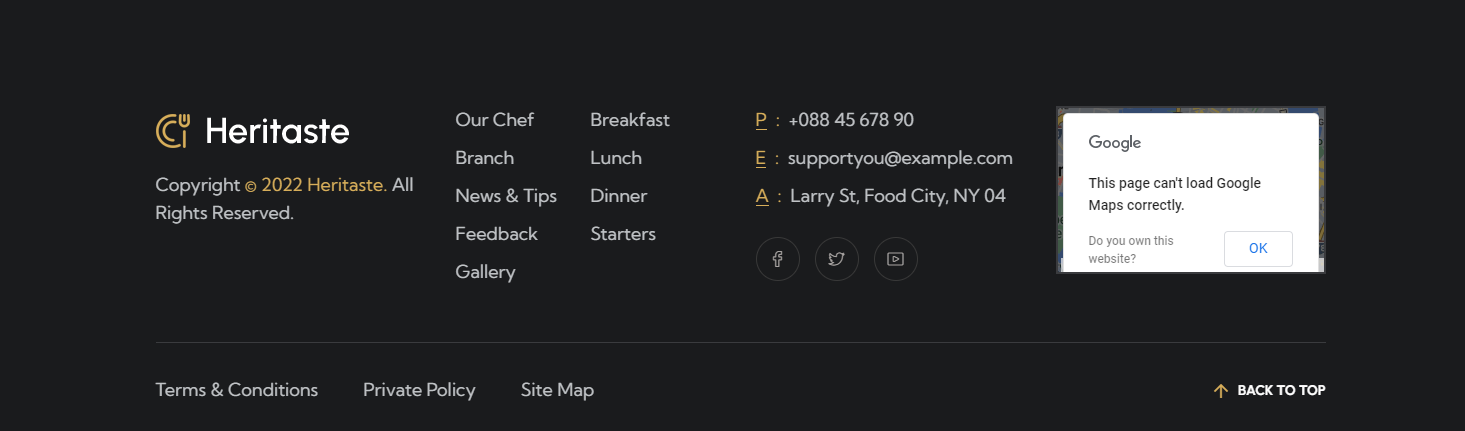 Heritaste
Copyright © 2022 Heritaste. All
Rights Reserved.
Our Chef
Branch
News & Tips
Feedback
Gallery
Breakfast
Lunch
Dinner
Starters
P : +088 45 678 90
E : supportyou@example.com
A : Larry St, Food City, NY 04
Google
This page can't load Google
Maps correctly.
Do you own this
website?
OK
Terms & Conditions
Private Policy
Site Map
BACK TO TOP